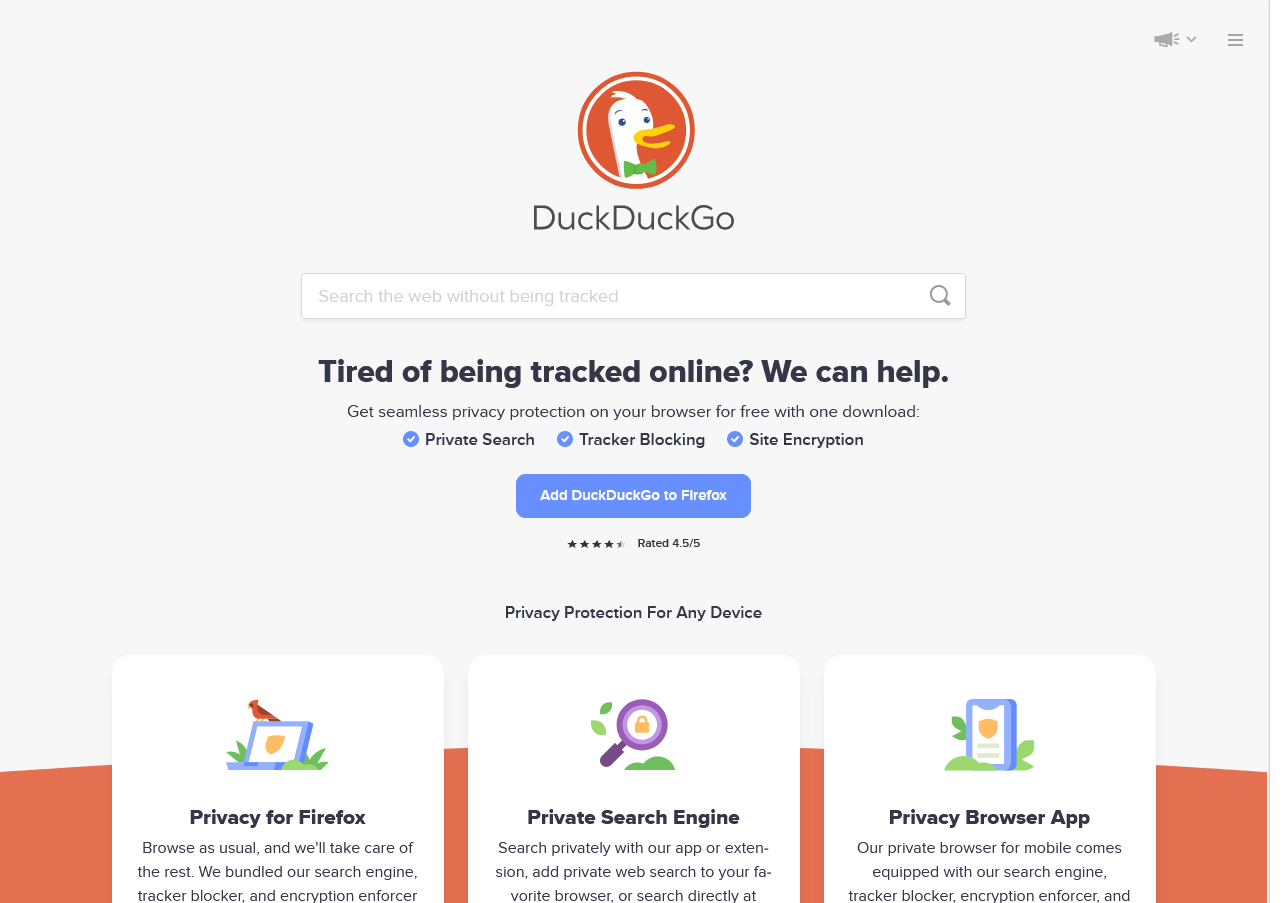 DuckDuckGo
Search the web without being tracked
Tired of being tracked online? We can help.
Get seamless privacy protection on your browser for free with one download:
Private Search Tracker Blocking Site Encryption
Add DuckDuckGo to Firefox
Rated 4.5/5
Privacy Protection For Any Device
Privacy for Firefox
Browse as usual, and we'll take care of
the rest. We bundled our search engine,
tracker blocker, and encryption enforcer
Private Search Engine
Search privately with our app or exten-
sion, add private web search to your fa-
vorite browser, or search directly at
Privacy Browser App
Our private browser for mobile comes
equipped with our search engine,
tracker blocker, encryption enforcer, and